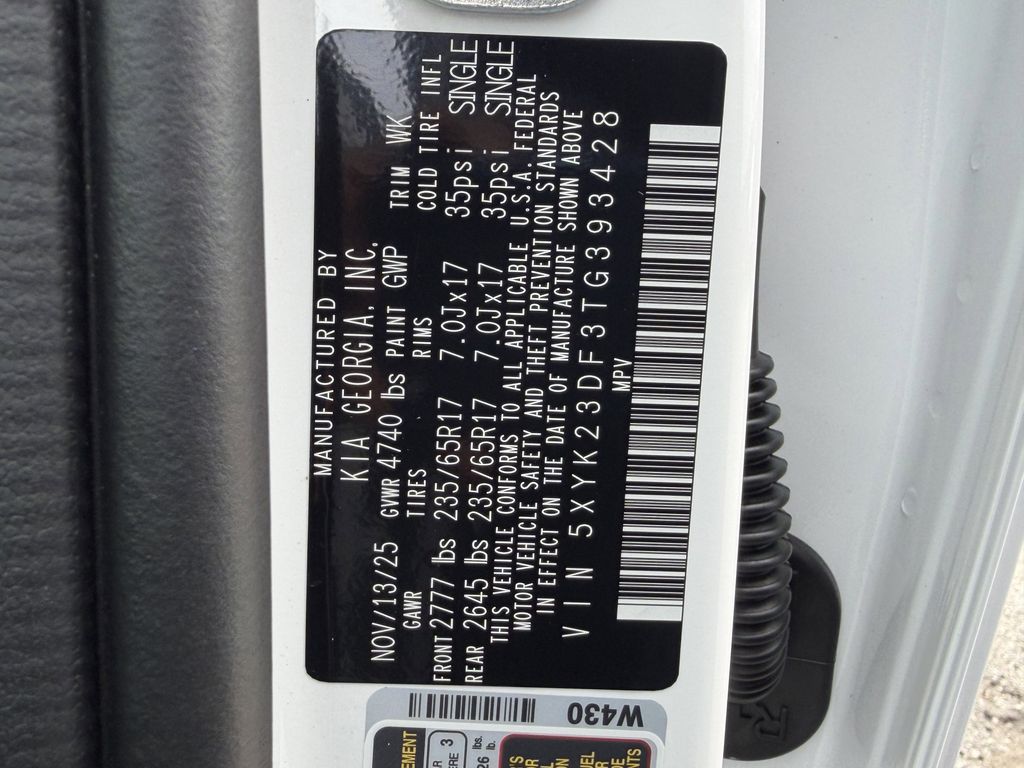 MANUFACTURED BY
KIA GEORGIA, INC.
NOV/13/25 GVWR 4740 lbs PAINT GWP TRIM WK
GAWR TIRES RIMS COLD TIRE INFL
FRONT 2777 lbs 235/65R17 7.0Jx17 35psi SINGLE
REAR 2645 lbs 235/65R17 7.0Jx17 35psi SINGLE
THIS VEHICLE CONFORMS TO ALL APPLICABLE U.S.A. FEDERAL
MOTOR VEHICLE SAFETY AND THEFT PREVENTION STANDARDS
IN EFFECT ON THE DATE OF MANUFACTURE SHOWN ABOVE
VIN 5XYK23DF3TG393428
MPV
W430